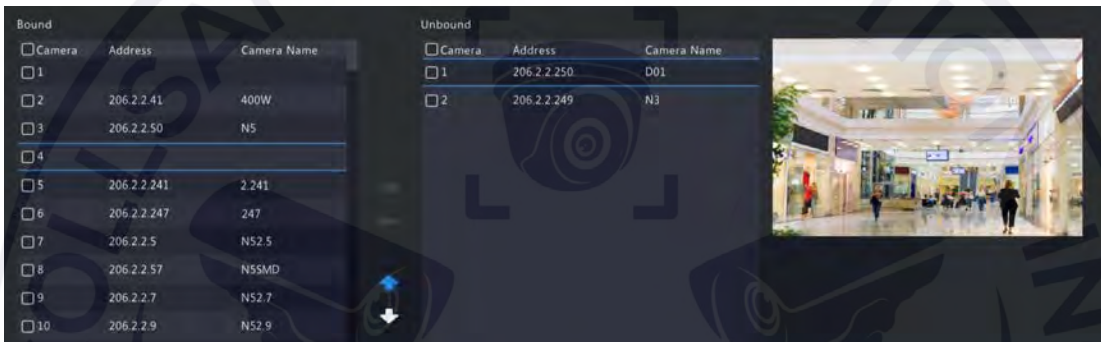 Bound
Camera Address Camera Name
1
2 206.2.2.41 400W
3 206.2.2.50 N5
4
5 206.2.2.241 2.241
6 206.2.2.247 247
7 206.2.2.5 N52.5
8 206.2.2.57 N5SMD
9 206.2.2.7 N52.7
10 206.2.2.9 N52.9
Unbound
Camera Address Camera Name
1 206.2.2.250 D01
2 206.2.2.249 N3